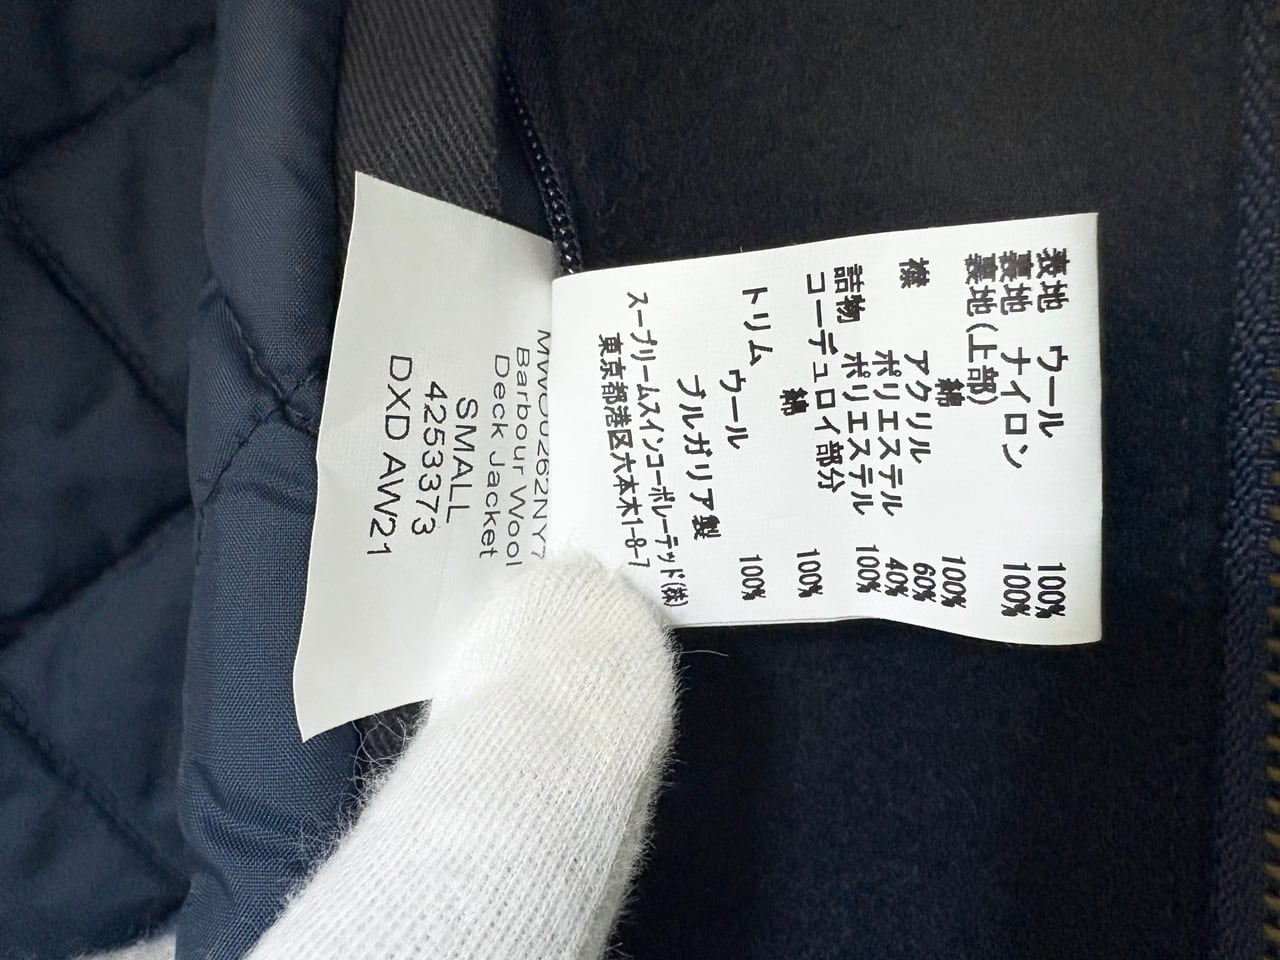 表地 ウール 100%
裏地 ナイロン 100%
裏地(上部)
綿 100%
襟 アクリル 60%
ポリエステル 40%
詰物 ポリエステル 100%
コーデュロイ部分
綿 100%
トリム
ウール 100%
ブルガリア製
スープリームスインコーポレーテッド(株)
東京都港区六本木1-8-7
Barbour Wool
Deck Jacket
SMALL
4253373
DXD AW21